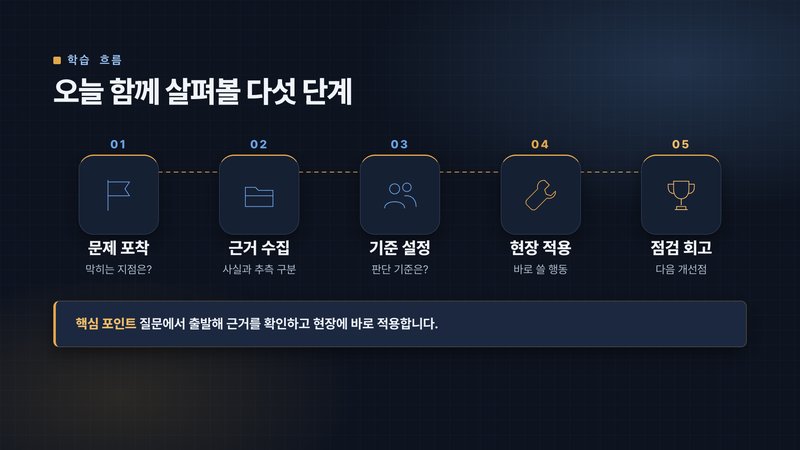 학습 흐름
오늘 함께 살펴볼 다섯 단계
01
02
03
04
05
문제 포착
근거 수집
기준 설정
현장 적용
점검 회고
막히는 지점은?
사실과 추측 구분
판단 기준은?
바로 쓸 행동
다음 개선점
핵심 포인트 질문에서 출발해 근거를 확인하고 현장에 바로 적용합니다.